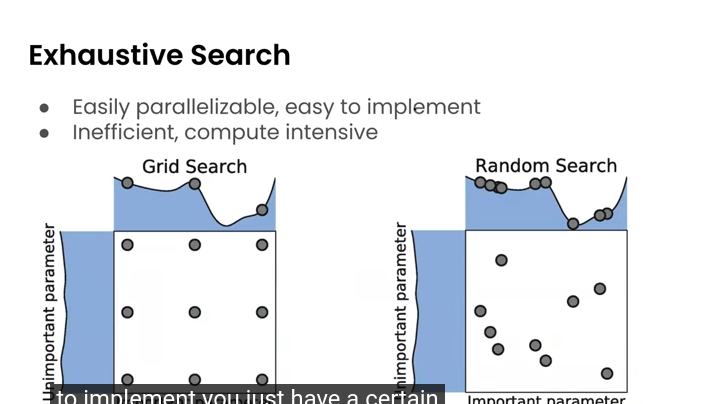 Exhaustive Search
● Easily parallelizable, easy to implement
● Inefficient, compute intensive
Grid Search
Random Search
Unimportant parameter
Unimportant parameter
to implement you just have a certain
Important parameter